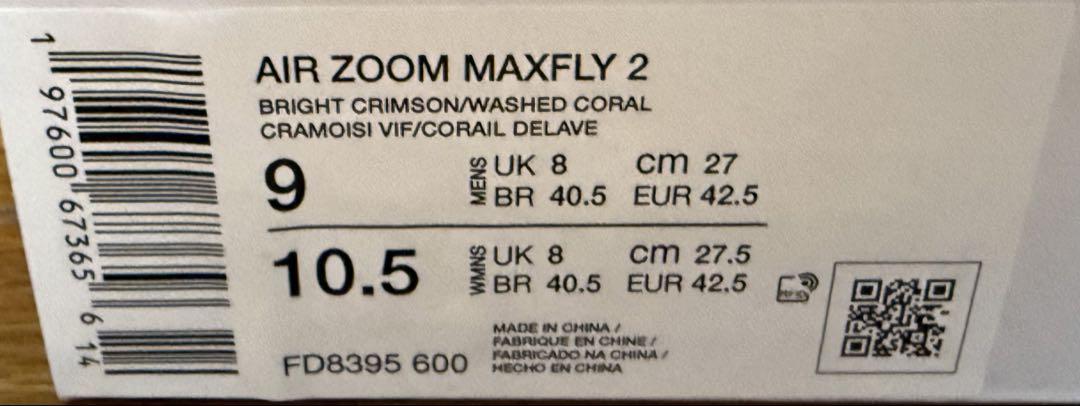 AIR ZOOM MAXFLY 2
BRIGHT CRIMSON/WASHED CORAL
CRAMOISI VIF/CORAIL DELAVE
9 MENS UK 8 cm 27
BR 40.5 EUR 42.5
10.5 WMNS UK 8 cm 27.5
BR 40.5 EUR 42.5
RFID
MADE IN CHINA /
FABRIQUE EN CHINE /
FABRICADO NA CHINA /
HECHO EN CHINA
FD8395 600
1 97600 67365 6 14